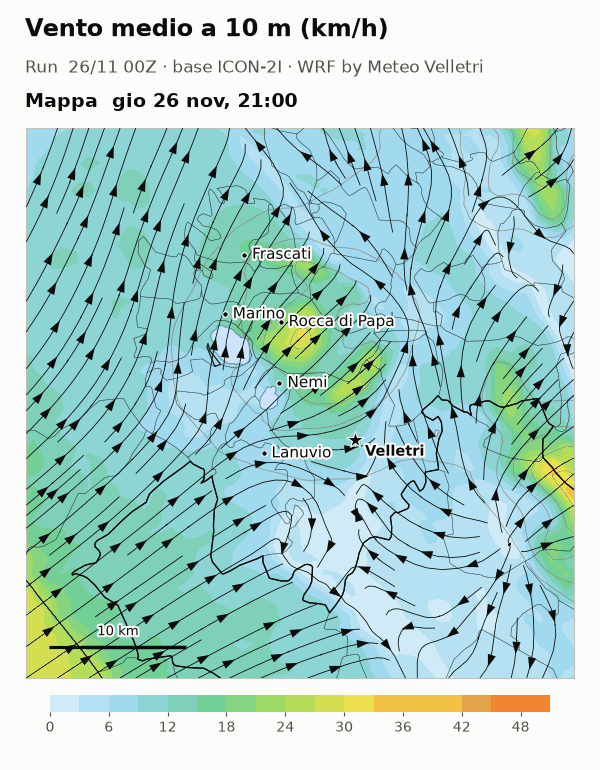 Vento medio a 10 m (km/h)
Run  26/11 00Z · base ICON-2I · WRF by Meteo Velletri
Mappa  gio 26 nov, 21:00
Frascati
Marino
Rocca di Papa
Nemi
Velletri
Lanuvio
10 km
0 6 12 18 24 30 36 42 48